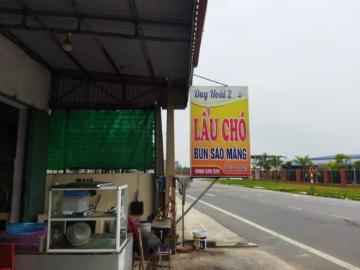 Duy Hoài 2
LẨU CHÓ
BÚN SÁO MĂNG